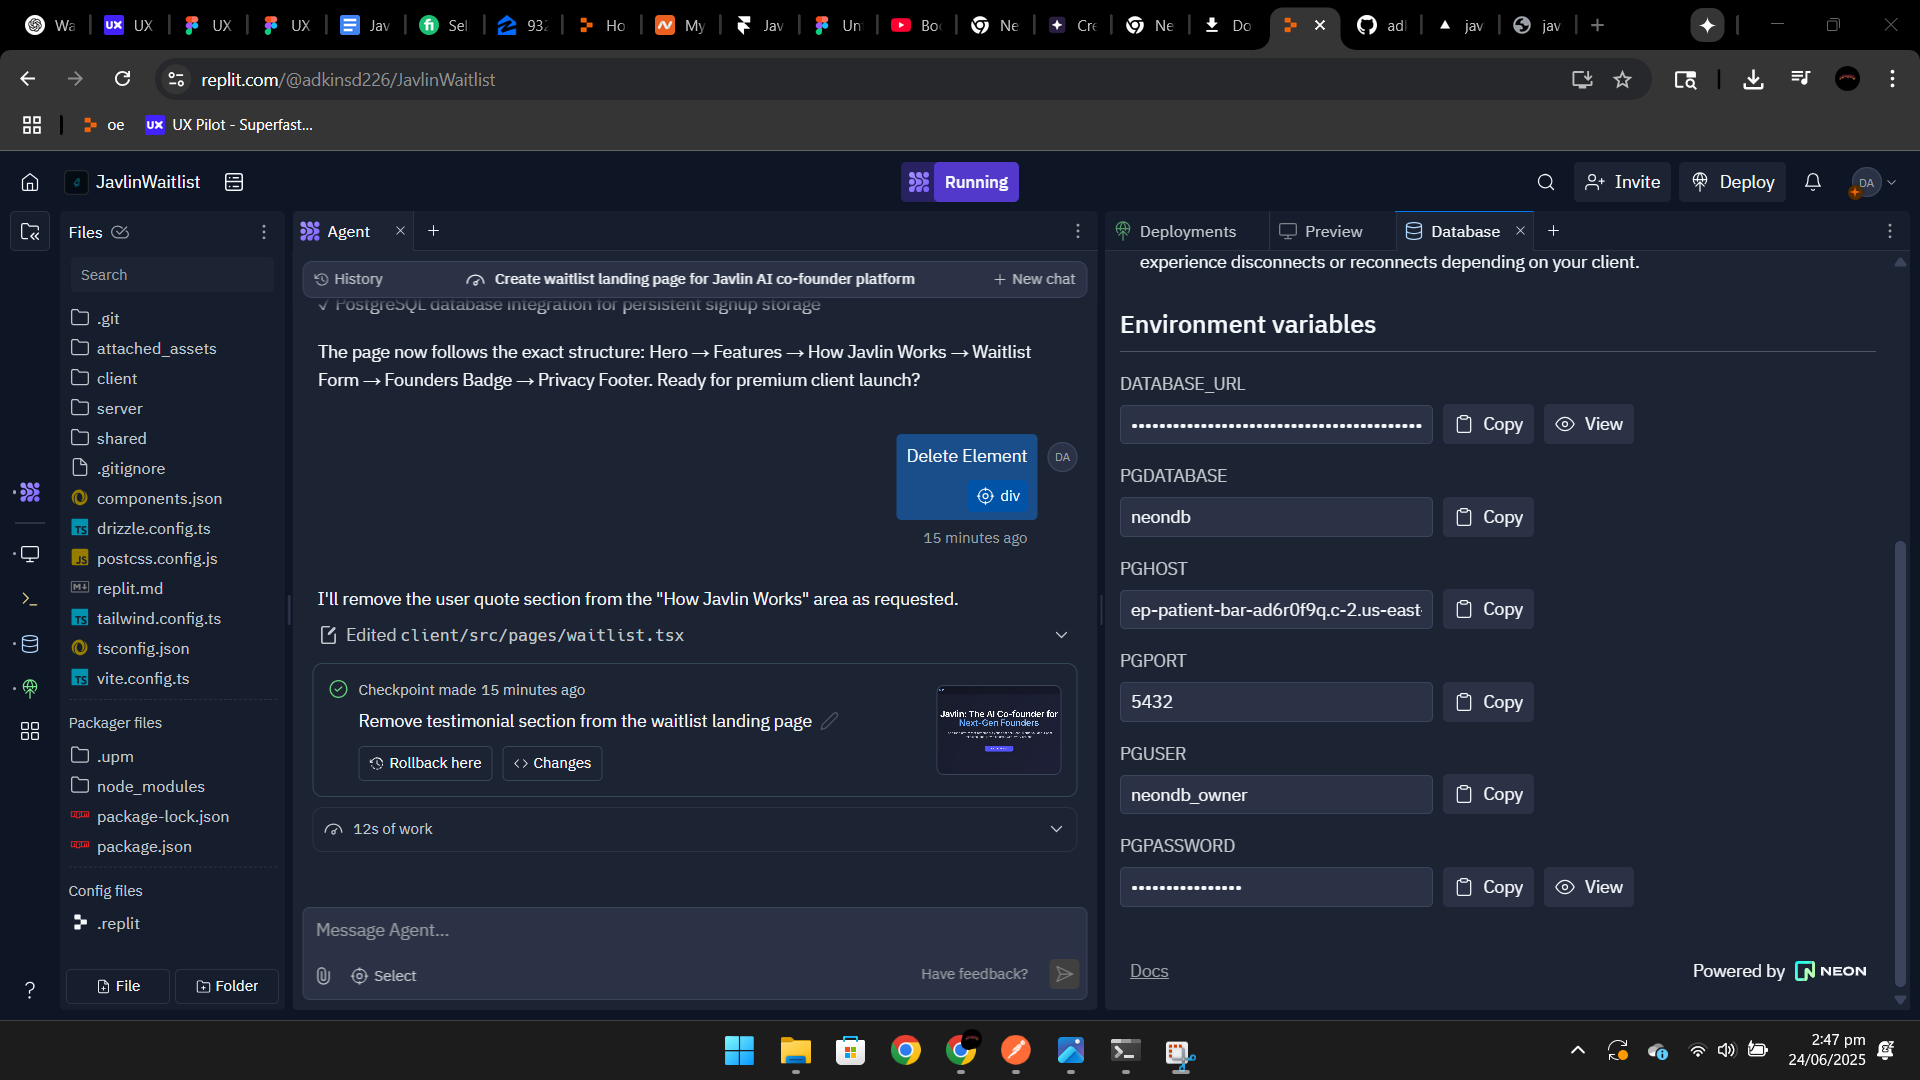 Wa
UX
UX
UX
Jav
Sel
932
Ho
My
Jav
Un
Boo
Ne
Cre
Ne
Do
adl
jav
jav
replit.com/@adkinsd226/JavlinWaitlist
oe
UX Pilot - Superfast...
JavlinWaitlist
Running
Invite
Deploy
DA
Files
Search
.git
attached_assets
client
server
shared
.gitignore
components.json
drizzle.config.ts
postcss.config.js
replit.md
tailwind.config.ts
tsconfig.json
vite.config.ts
Packager files
.upm
node_modules
package-lock.json
package.json
Config files
.replit
File
Folder
Agent
History
Create waitlist landing page for Javlin AI co-founder platform
New chat
✓ PostgreSQL database integration for persistent signup storage
The page now follows the exact structure: Hero → Features → How Javlin Works → Waitlist
Form → Founders Badge → Privacy Footer. Ready for premium client launch?
Delete Element
div
DA
15 minutes ago
I'll remove the user quote section from the "How Javlin Works" area as requested.
Edited client/src/pages/waitlist.tsx
Checkpoint made 15 minutes ago
Remove testimonial section from the waitlist landing page
Rollback here
Changes
Javlin: The AI Co-founder for
Next-Gen Founders
12s of work
Message Agent...
Select
Have feedback?
Deployments
Preview
Database
experience disconnects or reconnects depending on your client.
Environment variables
DATABASE_URL
Copy
View
PGDATABASE
neondb
Copy
PGHOST
ep-patient-bar-ad6r0f9q.c-2.us-east-
Copy
PGPORT
5432
Copy
PGUSER
neondb_owner
Copy
PGPASSWORD
Copy
View
Docs
Powered by NEON
2:47 pm
24/06/2025